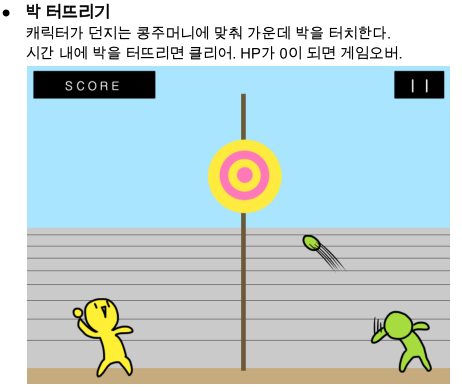 ● 박 터뜨리기
캐릭터가 던지는 콩주머니에 맞춰 가운데 박을 터치한다.
시간 내에 박을 터뜨리면 클리어. HP가 0이 되면 게임오버.
SCORE